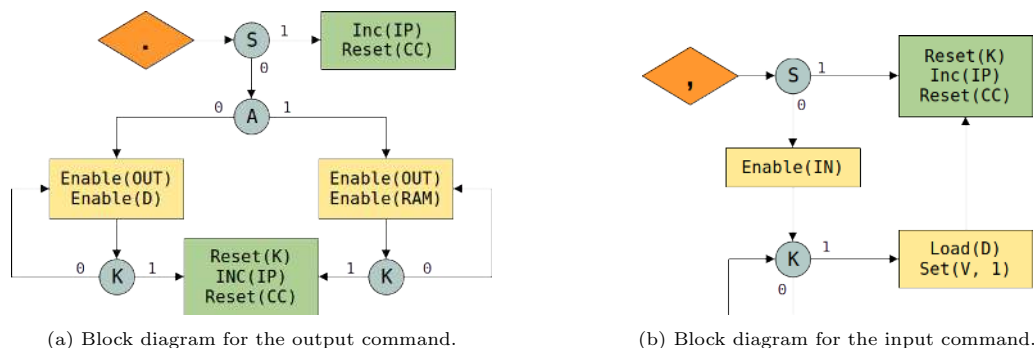 .
S
1
Inc(IP)
Reset(CC)
0
0
A
1
Enable(OUT)
Enable(D)
Enable(OUT)
Enable(RAM)
0
K
1
Reset(K)
INC(IP)
Reset(CC)
1
K
0
(a) Block diagram for the output command.
,
S
1
Reset(K)
Inc(IP)
Reset(CC)
0
Enable(IN)
K
1
0
Load(D)
Set(V, 1)
(b) Block diagram for the input command.